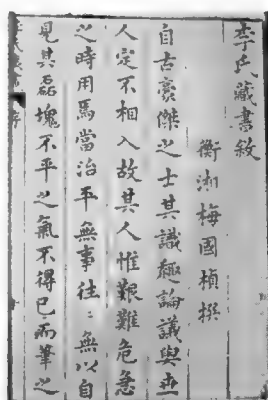 李氏藏書敘
衡湘梅國楨撰
自古豪傑之士其識趣論議與世
人定不相入故其人惟艱難危急
之時用焉當治平無事往〻無以自
見其磊塊不平之氣不得已而筆之